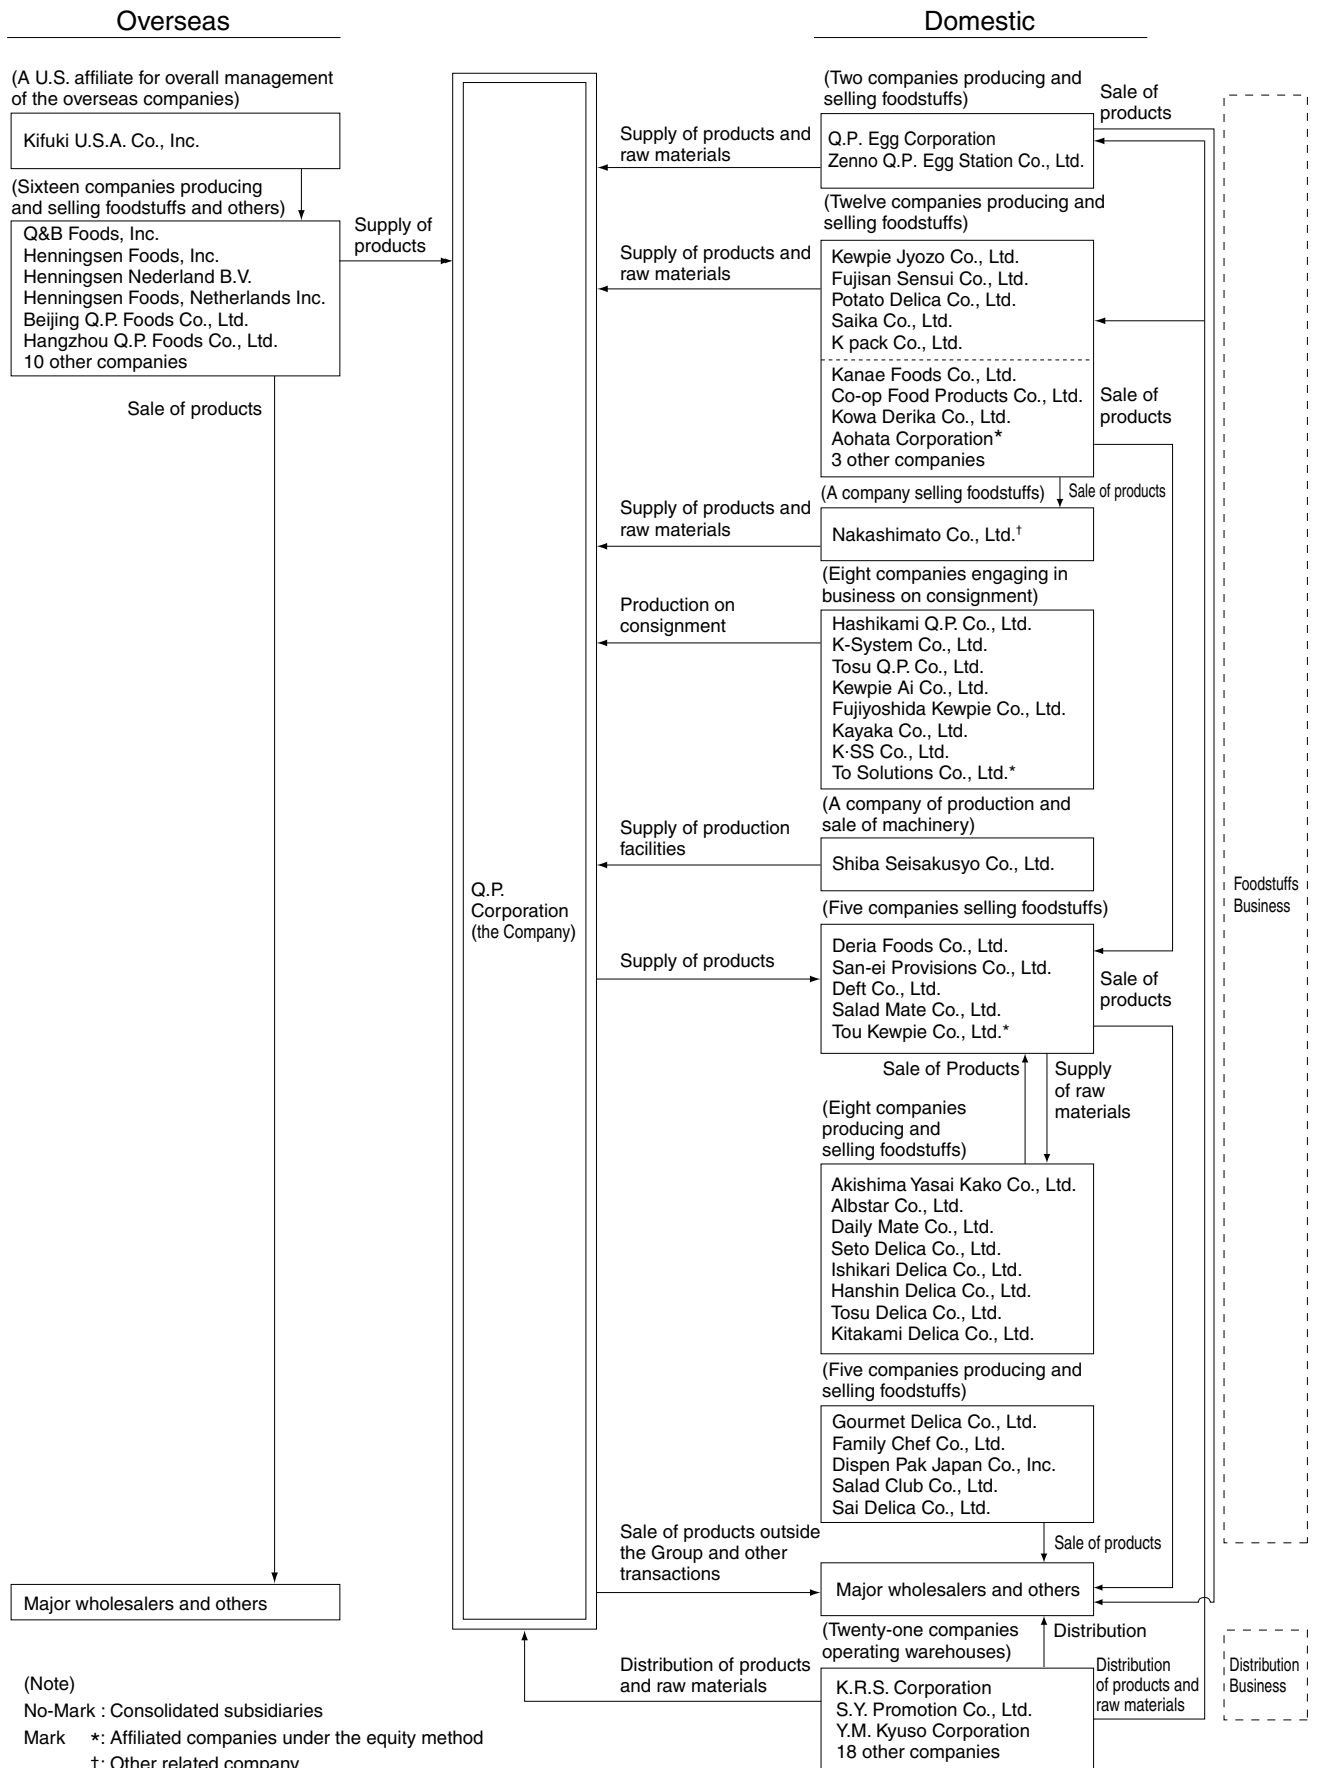 Overseas
(A U.S. affiliate for overall management
of the overseas companies)
Kifuki U.S.A. Co., Inc.
(Sixteen companies producing
and selling foodstuffs and others)
Q&B Foods, Inc.
Henningsen Foods, Inc.
Henningsen Nederland B.V.
Henningsen Foods, Netherlands Inc.
Beijing Q.P. Foods Co., Ltd.
Hangzhou Q.P. Foods Co., Ltd.
10 other companies
Supply of
products
Sale of products
Major wholesalers and others
Q.P.
Corporation
(the Company)
Domestic
(Two companies producing and
selling foodstuffs)
Sale of
products
Supply of products and
raw materials
Q.P. Egg Corporation
Zenno Q.P. Egg Station Co., Ltd.
(Twelve companies producing and
selling foodstuffs)
Supply of products and
raw materials
Kewpie Jyozo Co., Ltd.
Fujisan Sensui Co., Ltd.
Potato Delica Co., Ltd.
Saika Co., Ltd.
K pack Co., Ltd.
Kanae Foods Co., Ltd.
Co-op Food Products Co., Ltd.
Kowa Derika Co., Ltd.
Aohata Corporation*
3 other companies
Sale of
products
(A company selling foodstuffs)
Sale of products
Supply of products and
raw materials
Nakashimato Co., Ltd.†
(Eight companies engaging in
business on consignment)
Production on
consignment
Hashikami Q.P. Co., Ltd.
K-System Co., Ltd.
Tosu Q.P. Co., Ltd.
Kewpie Ai Co., Ltd.
Fujiyoshida Kewpie Co., Ltd.
Kayaka Co., Ltd.
K·SS Co., Ltd.
To Solutions Co., Ltd.*
(A company of production and
sale of machinery)
Supply of production
facilities
Shiba Seisakusyo Co., Ltd.
(Five companies selling foodstuffs)
Supply of products
Deria Foods Co., Ltd.
San-ei Provisions Co., Ltd.
Deft Co., Ltd.
Salad Mate Co., Ltd.
Tou Kewpie Co., Ltd.*
Sale of
products
Sale of Products
Supply
of raw
materials
(Eight companies
producing and
selling foodstuffs)
Akishima Yasai Kako Co., Ltd.
Albstar Co., Ltd.
Daily Mate Co., Ltd.
Seto Delica Co., Ltd.
Ishikari Delica Co., Ltd.
Hanshin Delica Co., Ltd.
Tosu Delica Co., Ltd.
Kitakami Delica Co., Ltd.
(Five companies producing and
selling foodstuffs)
Gourmet Delica Co., Ltd.
Family Chef Co., Ltd.
Dispen Pak Japan Co., Inc.
Salad Club Co., Ltd.
Sai Delica Co., Ltd.
Sale of products
Sale of products outside
the Group and other
transactions
Major wholesalers and others
(Twenty-one companies
operating warehouses)
Distribution
Distribution of products
and raw materials
K.R.S. Corporation
S.Y. Promotion Co., Ltd.
Y.M. Kyuso Corporation
18 other companies
Distribution
of products and
raw materials
Foodstuffs
Business
Distribution
Business
(Note)
No-Mark : Consolidated subsidiaries
Mark *: Affiliated companies under the equity method
†: Other related company